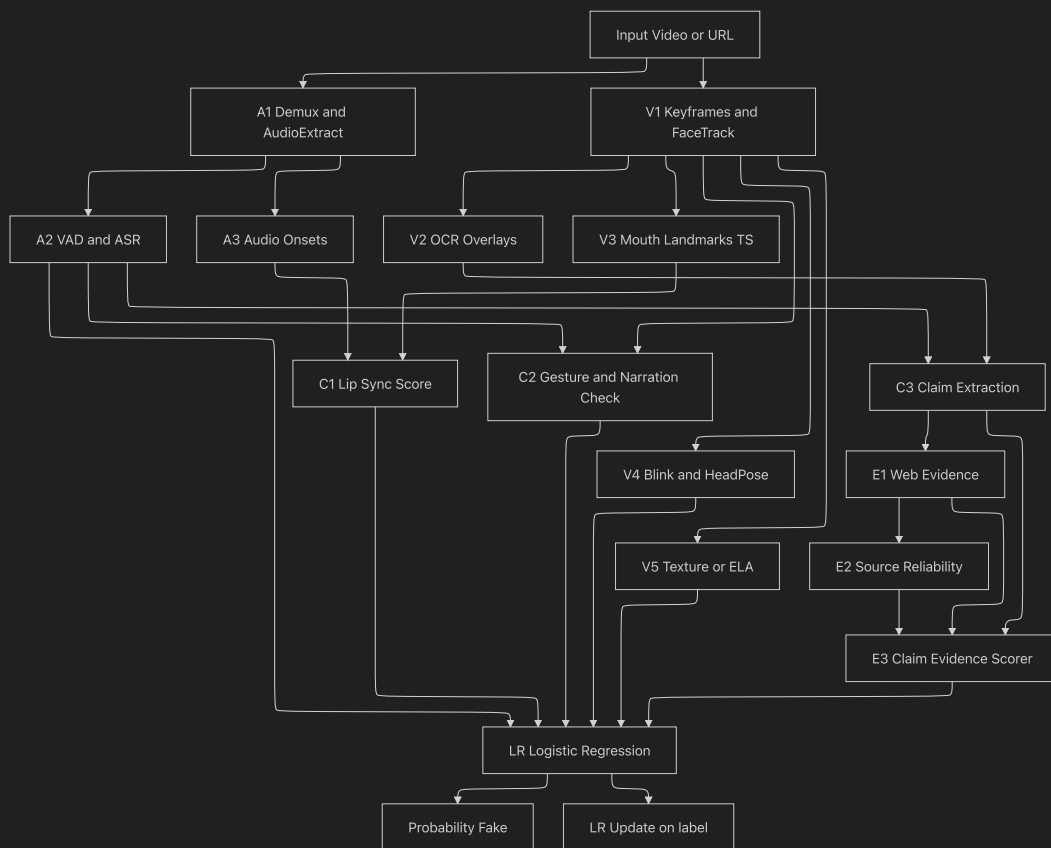 Input Video or URL
A1 Demux and
AudioExtract
V1 Keyframes and
FaceTrack
A2 VAD and ASR
A3 Audio Onsets
V2 OCR Overlays
V3 Mouth Landmarks TS
C1 Lip Sync Score
C2 Gesture and Narration
Check
C3 Claim Extraction
V4 Blink and HeadPose
E1 Web Evidence
V5 Texture or ELA
E2 Source Reliability
E3 Claim Evidence Scorer
LR Logistic Regression
Probability Fake
LR Update on label